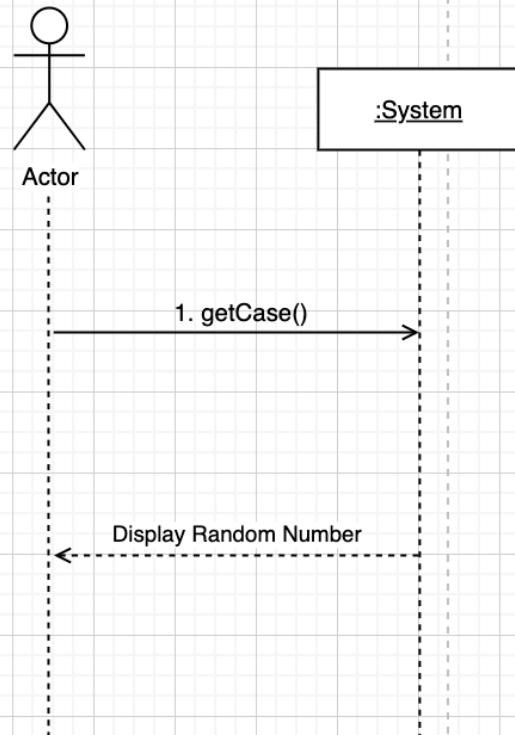 :System
Actor
1. getCase()
Display Random Number